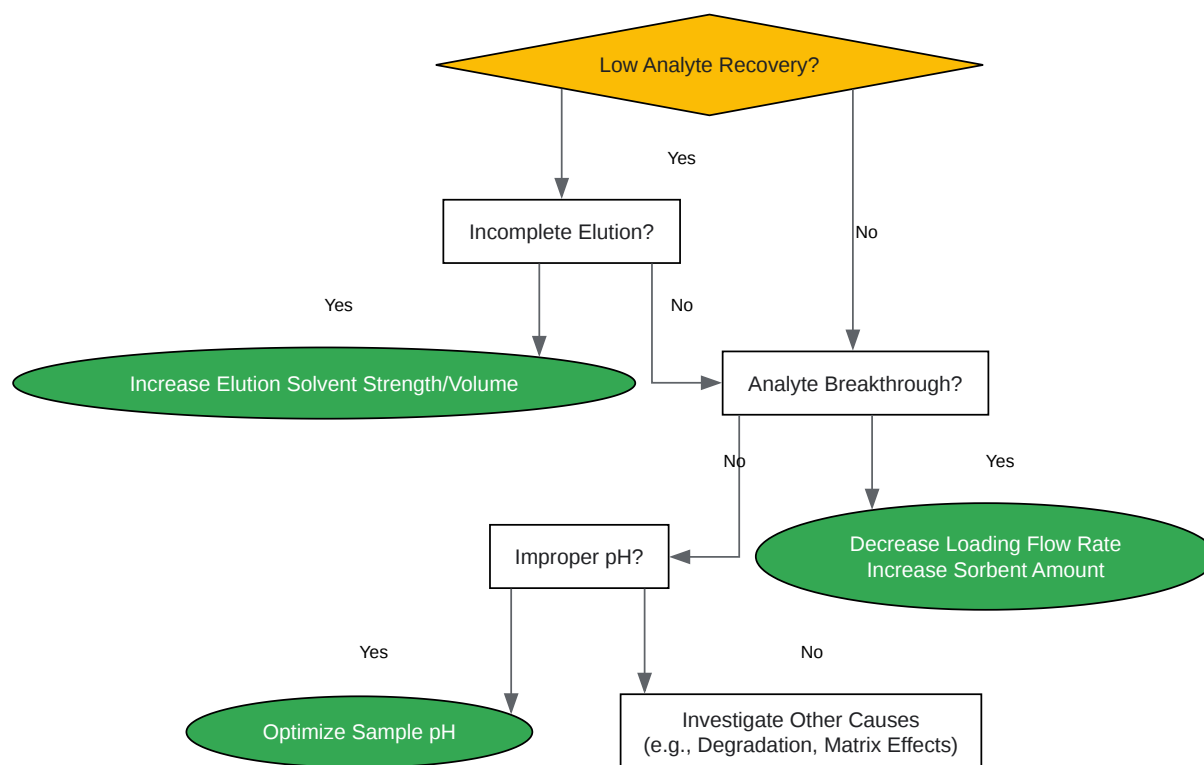 Low Analyte Recovery?
Yes
Incomplete Elution?
No
Yes
No
Increase Elution Solvent Strength/Volume
Analyte Breakthrough?
No
Yes
Decrease Loading Flow Rate
Increase Sorbent Amount
Improper pH?
Yes
No
Optimize Sample pH
Investigate Other Causes
(e.g., Degradation, Matrix Effects)